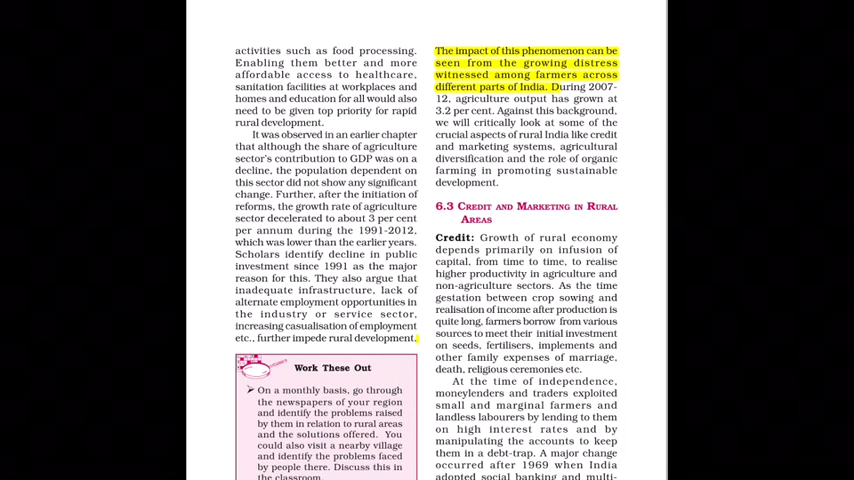 activities such as food processing.
Enabling them better and more
affordable access to healthcare,
sanitation facilities at workplaces and
homes and education for all would also
need to be given top priority for rapid
rural development.
It was observed in an earlier chapter
that although the share of agriculture
sector's contribution to GDP was on a
decline, the population dependent on
this sector did not show any significant
change. Further, after the initiation of
reforms, the growth rate of agriculture
sector decelerated to about 3 per cent
per annum during the 1991-2012,
which was lower than the earlier years.
Scholars identify decline in public
investment since 1991 as the major
reason for this. They also argue that
inadequate infrastructure, lack of
alternate employment opportunities in
the industry or service sector,
increasing casualisation of employment
etc., further impede rural development.
Work These Out
➢ On a monthly basis, go through
the newspapers of your region
and identify the problems raised
by them in relation to rural areas
and the solutions offered. You
could also visit a nearby village
and identify the problems faced
by people there. Discuss this in
the classroom.
The impact of this phenomenon can be
seen from the growing distress
witnessed among farmers across
different parts of India. During 2007-
12, agriculture output has grown at
3.2 per cent. Against this background,
we will critically look at some of the
crucial aspects of rural India like credit
and marketing systems, agricultural
diversification and the role of organic
farming in promoting sustainable
development.
6.3 CREDIT AND MARKETING IN RURAL
AREAS
Credit: Growth of rural economy
depends primarily on infusion of
capital, from time to time, to realise
higher productivity in agriculture and
non-agriculture sectors. As the time
gestation between crop sowing and
realisation of income after production is
quite long, farmers borrow from various
sources to meet their initial investment
on seeds, fertilisers, implements and
other family expenses of marriage,
death, religious ceremonies etc.
At the time of independence,
moneylenders and traders exploited
small and marginal farmers and
landless labourers by lending to them
on high interest rates and by
manipulating the accounts to keep
them in a debt-trap. A major change
occurred after 1969 when India
adopted social banking and multi-